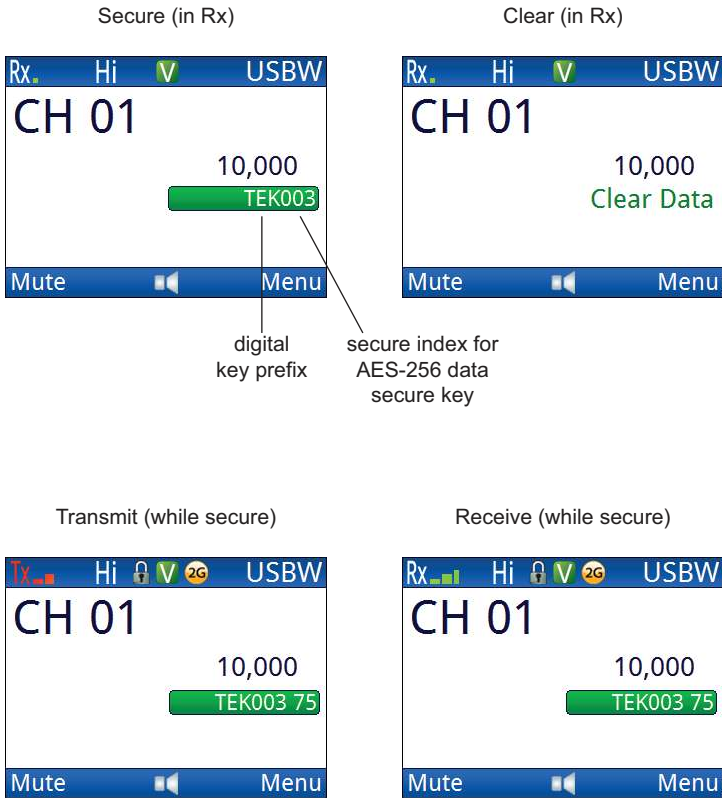 Secure (in Rx)
Clear (in Rx)
Rx Hi V USBW
CH 01
10,000
TEK003
Mute Menu
Rx Hi V USBW
CH 01
10,000
Clear Data
Mute Menu
digital
key prefix
secure index for
AES-256 data
secure key
Transmit (while secure)
Receive (while secure)
Tx Hi V 2G USBW
CH 01
10,000
TEK003 75
Mute Menu
Rx Hi V 2G USBW
CH 01
10,000
TEK003 75
Mute Menu